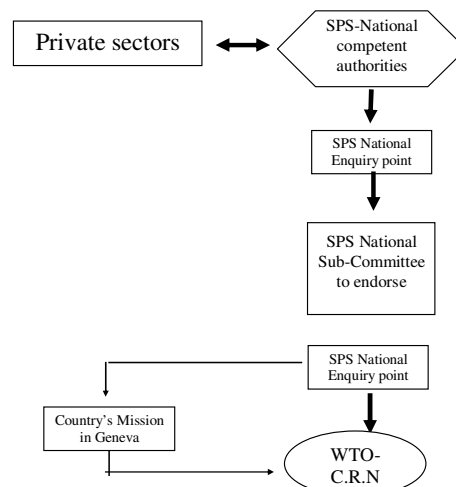 Private sectors
SPS-National
competent
authorities
SPS National
Enquiry point
SPS National
Sub-Committee
to endorse
SPS National
Enquiry point
Country's Mission
in Geneva
WTO-
C.R.N